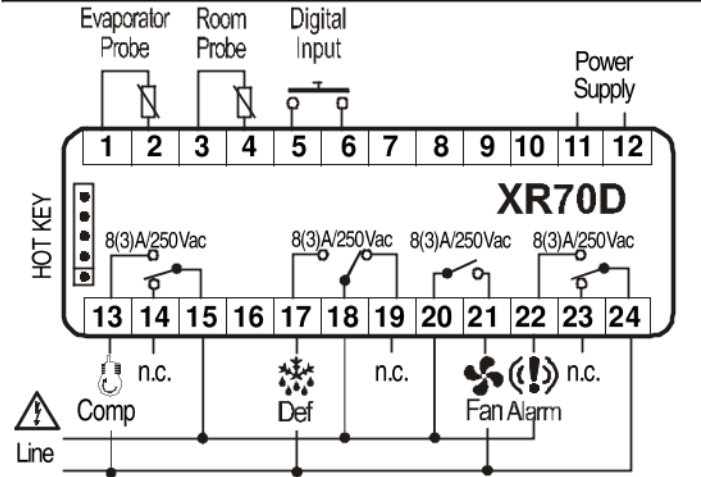 Evaporator Probe
Room Probe
Digital Input
Power Supply
1 2 3 4 5 6 7 8 9 10 11 12
XR70D
HOT KEY
8(3)A/250Vac 8(3)A/250Vac 8(3)A/250Vac 8(3)A/250Vac
13 14 15 16 17 18 19 20 21 22 23 24
n.c. n.c. n.c.
Comp Def Fan Alarm
Line